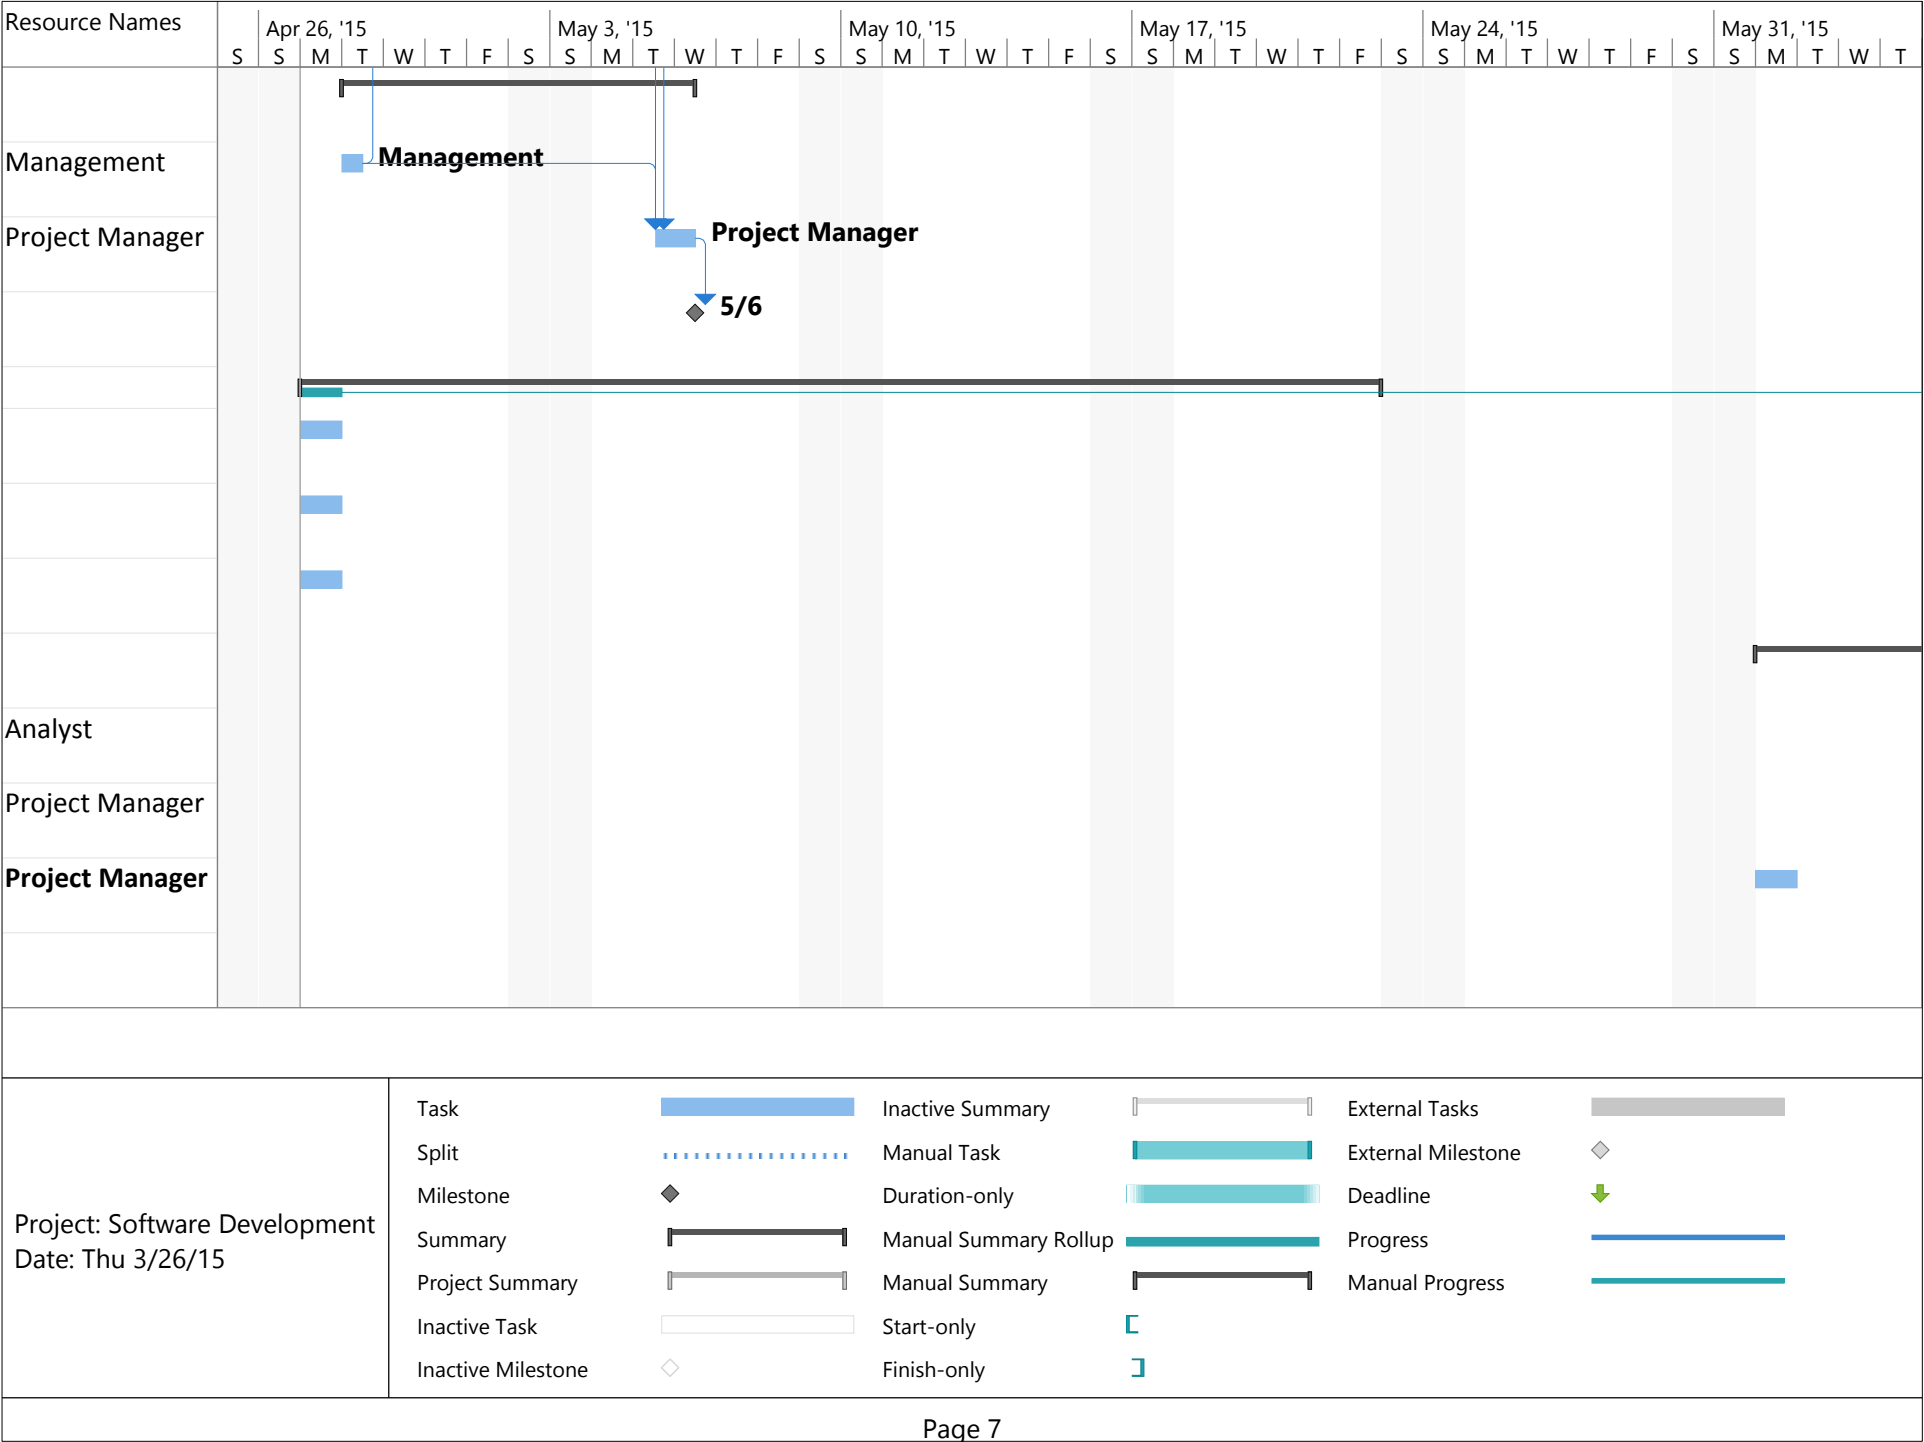 Resource Names
Apr 26, '15 May 3, '15 May 10, '15 May 17, '15 May 24, '15 May 31, '15
S S M T W T F S S M T W T F S S M T W T F S S M T W T F S S M T W T F S S M T W T
Management Management
Project Manager Project Manager
5/6
Analyst
Project Manager
Project Manager
Project: Software Development
Date: Thu 3/26/15
Task
Split
Milestone
Summary
Project Summary
Inactive Task
Inactive Milestone
Inactive Summary
Manual Task
Duration-only
Manual Summary Rollup
Manual Summary
Start-only
Finish-only
External Tasks
External Milestone
Deadline
Progress
Manual Progress
Page 7